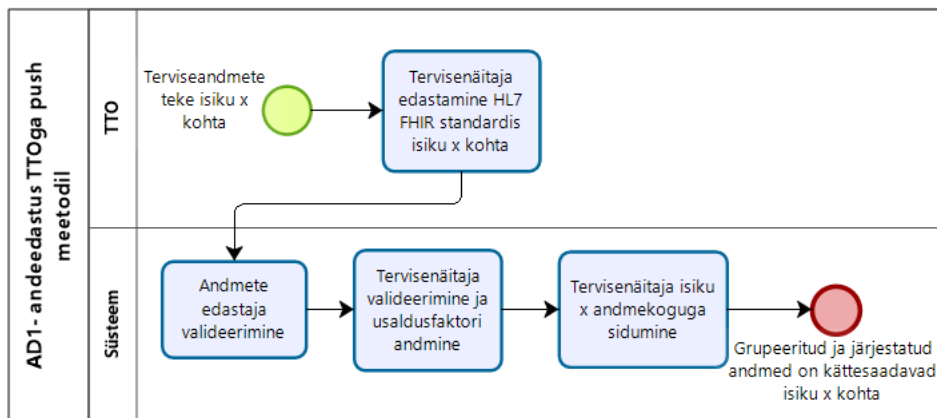 AD1- andeedastus TTOga push
meetodil
TTO
Terviseandmete
teke isiku x
kohta
Tervisenäitaja
edastamine HL7
FHIR standardis
isiku x kohta
Süsteem
Andmete
edastaja
valideerimine
Tervisenäitaja
valideerimine ja
usaldusfaktori
andmine
Tervisenäitaja isiku
x andmekoguga
sidumine
Grupeeritud ja järjestatud
andmed on kättesaadavad
isiku x kohta